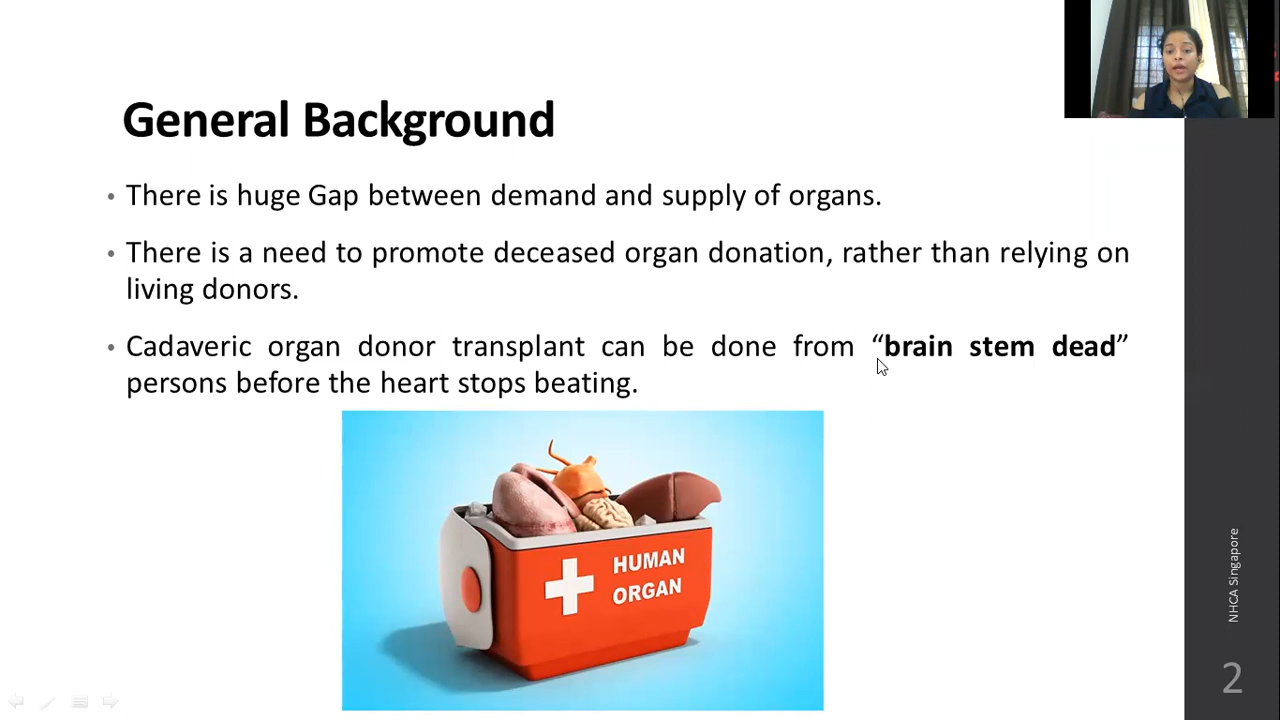 General Background
• There is huge Gap between demand and supply of organs.
• There is a need to promote deceased organ donation, rather than relying on
living donors.
• Cadaveric organ donor transplant can be done from “brain stem dead”
persons before the heart stops beating.
HUMAN
ORGAN
NHCA Singapore
2